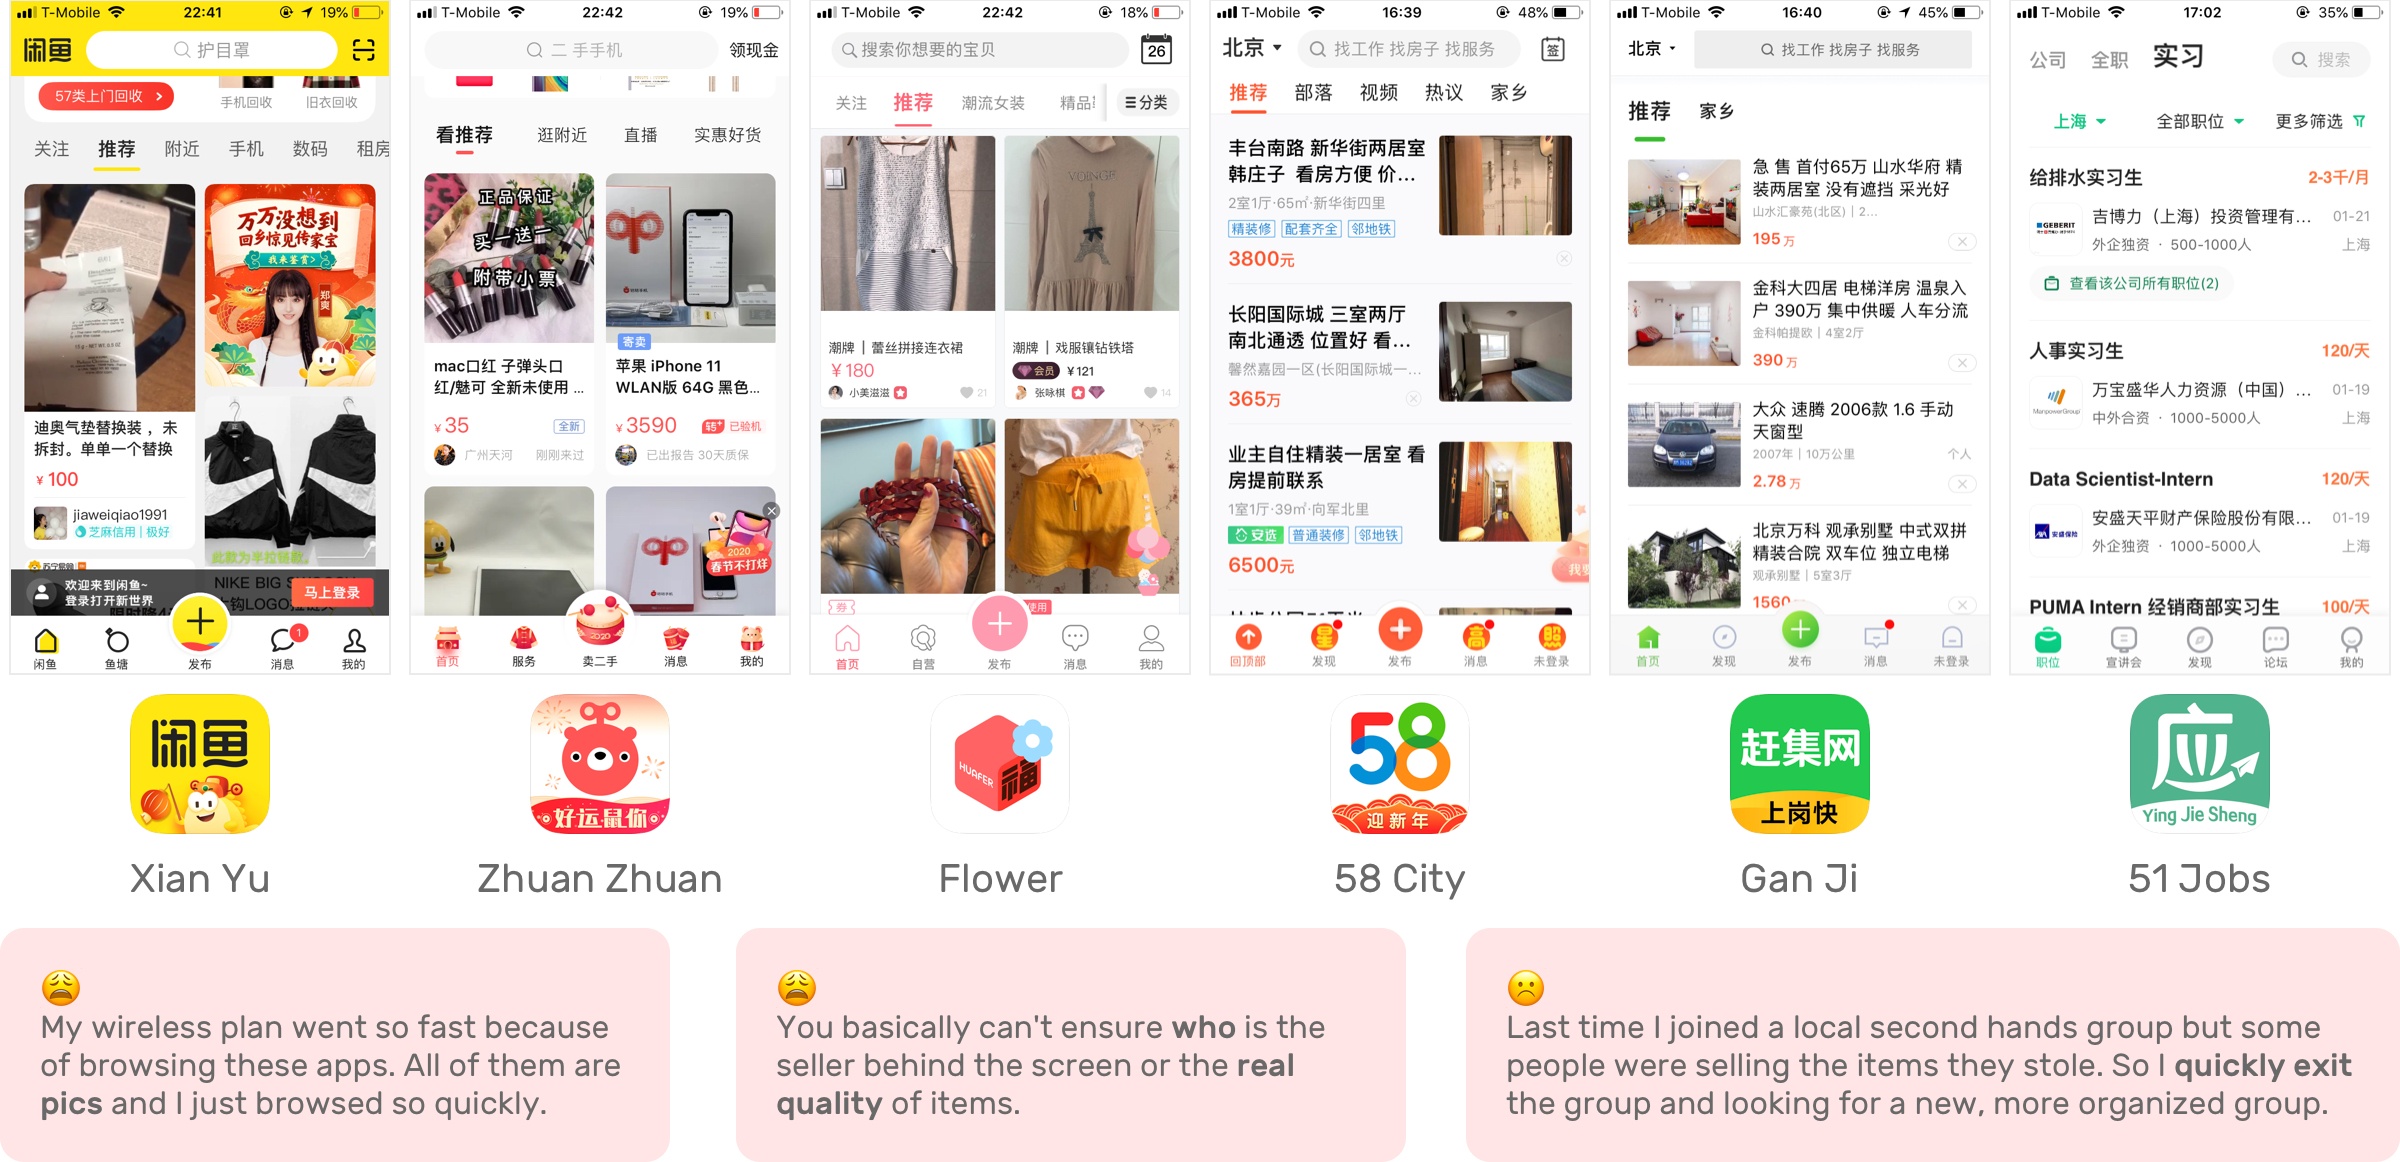 T-Mobile 22:41 19%
闲鱼 护目罩
57类上门回收 >
手机回收 旧衣回收
关注 推荐 附近 手机 数码 租房
万万没想到
回乡惊见传家宝
我来鉴赏>
郑爽
迪奥气垫替换装，未
拆封。单单一个替换
¥100
jiaweiqiao1991
芝麻信用 | 极好
此款为半拉链款。
欢迎来到闲鱼~
登录打开新世界
马上登录
闲鱼 鱼塘 发布 消息 我的
1
T-Mobile 22:42 19%
二 手手机 领现金
看推荐 逛附近 直播 实惠好货
正品保证
买一送一
附带小票
mac口红 子弹头口
红/魅可 全新未使用 ...
¥35 全新
广州天河 刚刚来过
寄卖
苹果 iPhone 11
WLAN版 64G 黑色...
¥3590 转+ 已验机
已出报告 30天质保
2020
春节不打烊
首页 服务 卖二手 消息 我的
2020
T-Mobile 22:42 18%
搜索你想要的宝贝 26
关注 推荐 潮流女装 精品 分类
VOINGE
潮牌 | 蕾丝拼接连衣裙
¥180
小美滋滋 21
潮牌 | 戏服镶钻铁塔
会员 ¥121
张咏棋 14
券 使用
首页 自营 发布 消息 我的
T-Mobile 16:39 48%
北京 找工作 找房子 找服务 签
推荐 部落 视频 热议 家乡
丰台南路 新华街两居室
韩庄子 看房方便 价...
2室1厅·65㎡·新华街四里
精装修 配套齐全 邻地铁
3800元
长阳国际城 三室两厅
南北通透 位置好 看...
馨然嘉园一区(长阳国际城一...
365万
业主自住精装一居室 看
房提前联系
1室1厅·39㎡·向军北里
安选 普通装修 邻地铁
6500元
我要
星 高 照
回顶部 发现 发布 消息 未登录
T-Mobile 16:40 45%
北京 找工作 找房子 找服务
推荐 家乡
急 售 首付65万 山水华府 精
装两居室 没有遮挡 采光好
山水汇豪苑(北区) | 2...
195万
金科大四居 电梯洋房 温泉入
户 390万 集中供暖 人车分流
金科帕提欧 | 4室2厅
390万
大众 速腾 2006款 1.6 手动
天窗型
2007年 | 10万公里 个人
2.78万
北京万科 观承别墅 中式双拼
精装合院 双车位 独立电梯
观承别墅 | 5室3厅
1560
首页 发现 发布 消息 未登录
T-Mobile 17:02 35%
公司 全职 实习 搜索
上海 全部职位 更多筛选
给排水实习生 2-3千/月
GEBERIT
吉博力（上海）投资管理有... 01-21
外企独资 · 500-1000人 上海
查看该公司所有职位(2)
人事实习生 120/天
ManpowerGroup
万宝盛华人力资源（中国）... 01-19
中外合资 · 1000-5000人 上海
Data Scientist-Intern 120/天
AXA 安盛保险
安盛天平财产保险股份有限... 01-19
外企独资 · 1000-5000人 上海
PUMA Intern 经销商部实习生 100/天
职位 宣讲会 发现 论坛 我的
闲鱼
好运鼠你
HUAFER 福
58
迎新年
赶集网
上岗快
应
Ying Jie Sheng
Xian Yu
Zhuan Zhuan
Flower
58 City
Gan Ji
51 Jobs
My wireless plan went so fast because
of browsing these apps. All of them are
pics and I just browsed so quickly.
You basically can't ensure who is the
seller behind the screen or the real
quality of items.
Last time I joined a local second hands group but some
people were selling the items they stole. So I quickly exit
the group and looking for a new, more organized group.